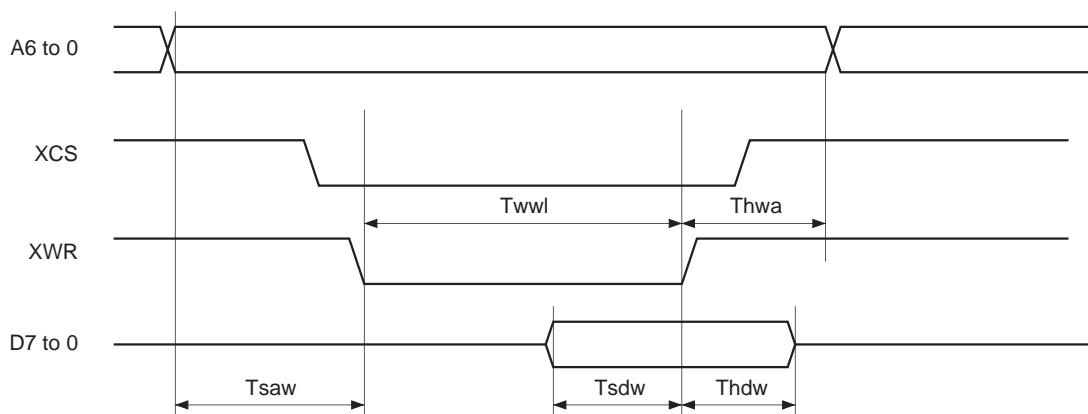 A6 to 0
XCS
Twwl Thwa
XWR
D7 to 0
Tsaw Tsdw Thdw